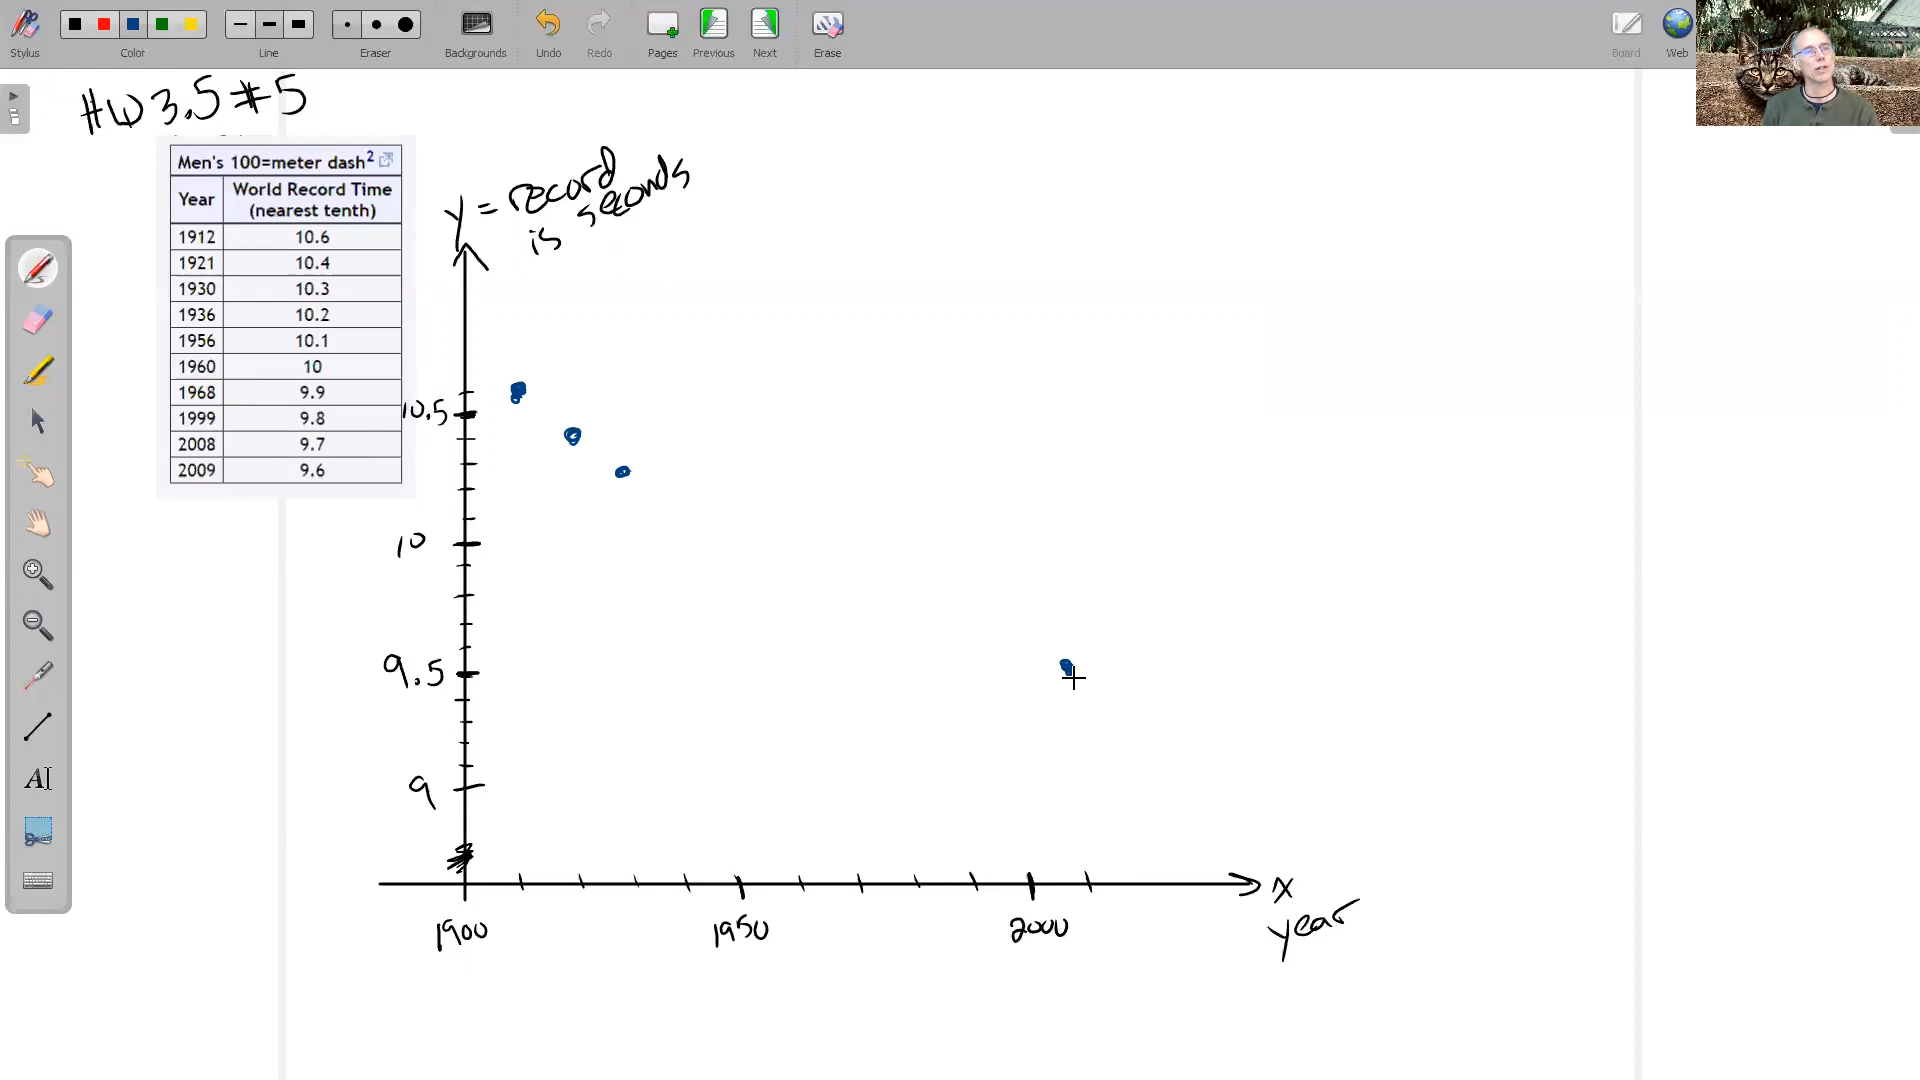 Stylus
Color
Line
Eraser
Backgrounds
Undo
Redo
Pages
Previous
Next
Erase
Board
Web
HW 3.5 #5
Men's 100=meter dash2
Year World Record Time (nearest tenth)
1912 10.6
1921 10.4
1930 10.3
1936 10.2
1956 10.1
1960 10
1968 9.9
1999 9.8
2008 9.7
2009 9.6
y = record
is seconds
10.5
10
9.5
9
1900 1950 2000
x
year
AI